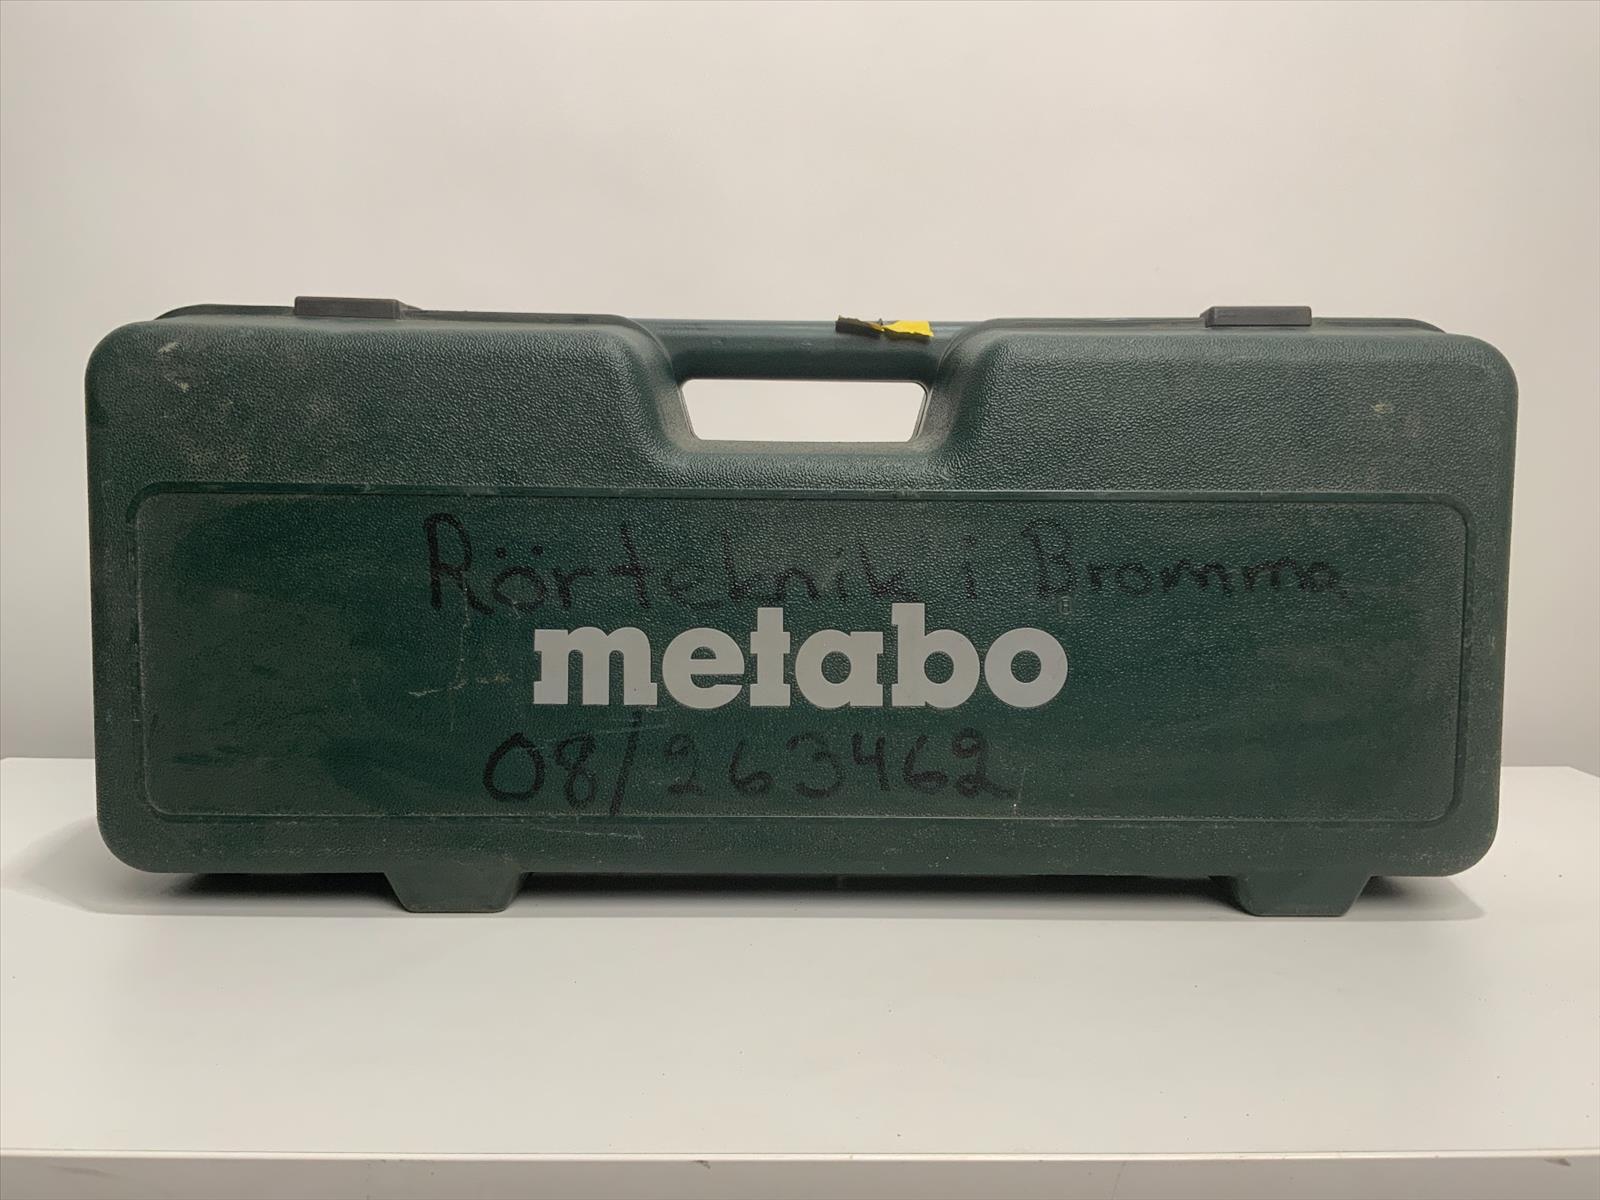 Rörteknik i Bromma
metabo
08/263462